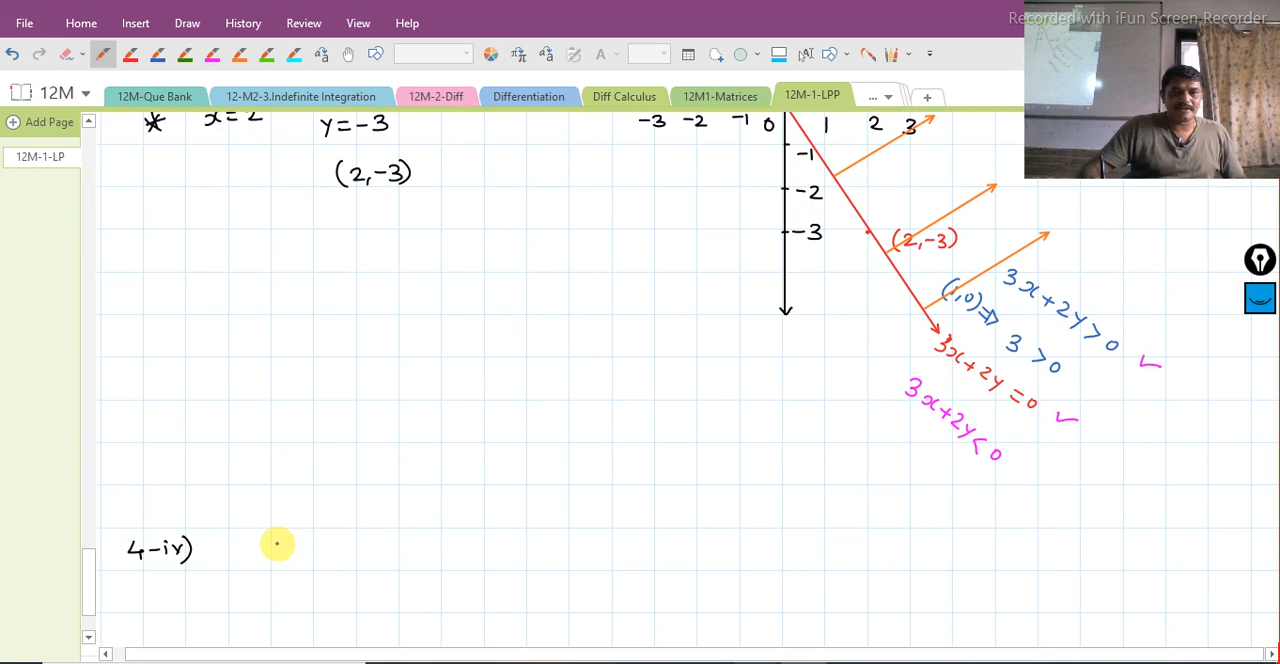 File Home Insert Draw History Review View Help
Recorded with iFun Screen Recorder
12M 12M-Que Bank 12-M2-3.Indefinite Integration 12M-2-Diff Differentiation Diff Calculus 12M1-Matrices 12M-1-LPP ...
Add Page
12M-1-LP
* x = 2 y = -3
(2, -3)
-3 -2 -1 0 1 2 3
-1
-2
-3
(2, -3)
3x+2y>0
(1,0)⇒ 3 >0
3x+2y=0
3x+2y<0
4-iv)